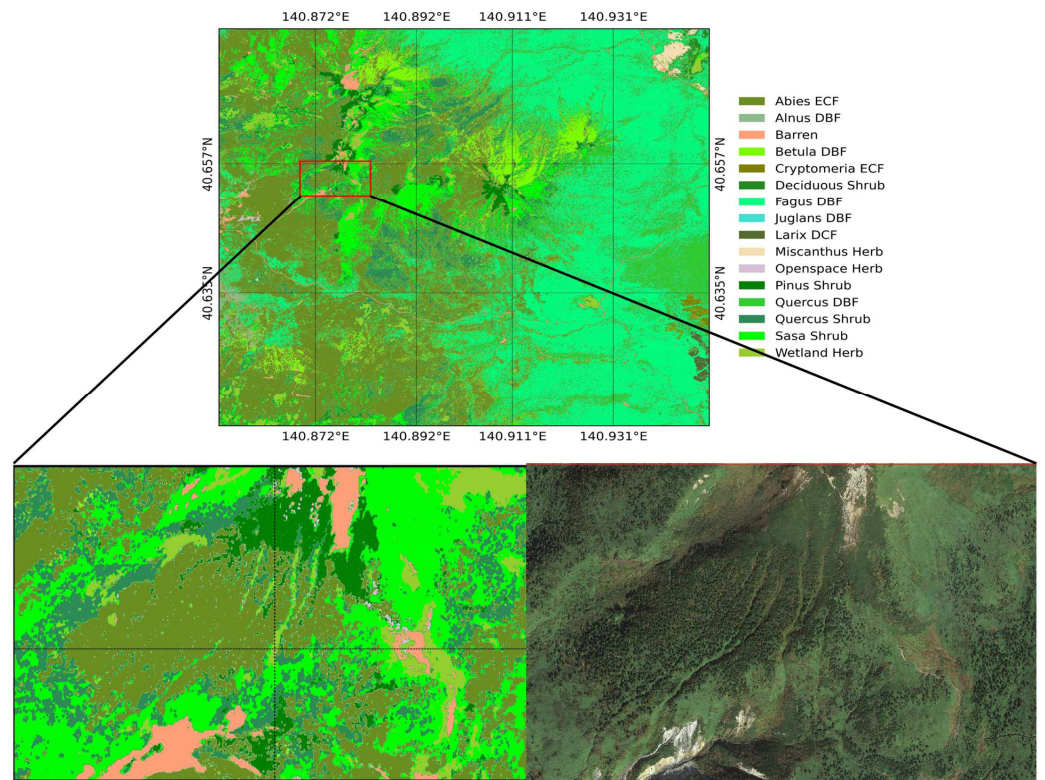 140.872°E 140.892°E 140.911°E 140.931°E
40.657°N
40.657°N
40.635°N
40.635°N
140.872°E 140.892°E 140.911°E 140.931°E
Abies ECF
Alnus DBF
Barren
Betula DBF
Cryptomeria ECF
Deciduous Shrub
Fagus DBF
Juglans DBF
Larix DCF
Miscanthus Herb
Openspace Herb
Pinus Shrub
Quercus DBF
Quercus Shrub
Sasa Shrub
Wetland Herb